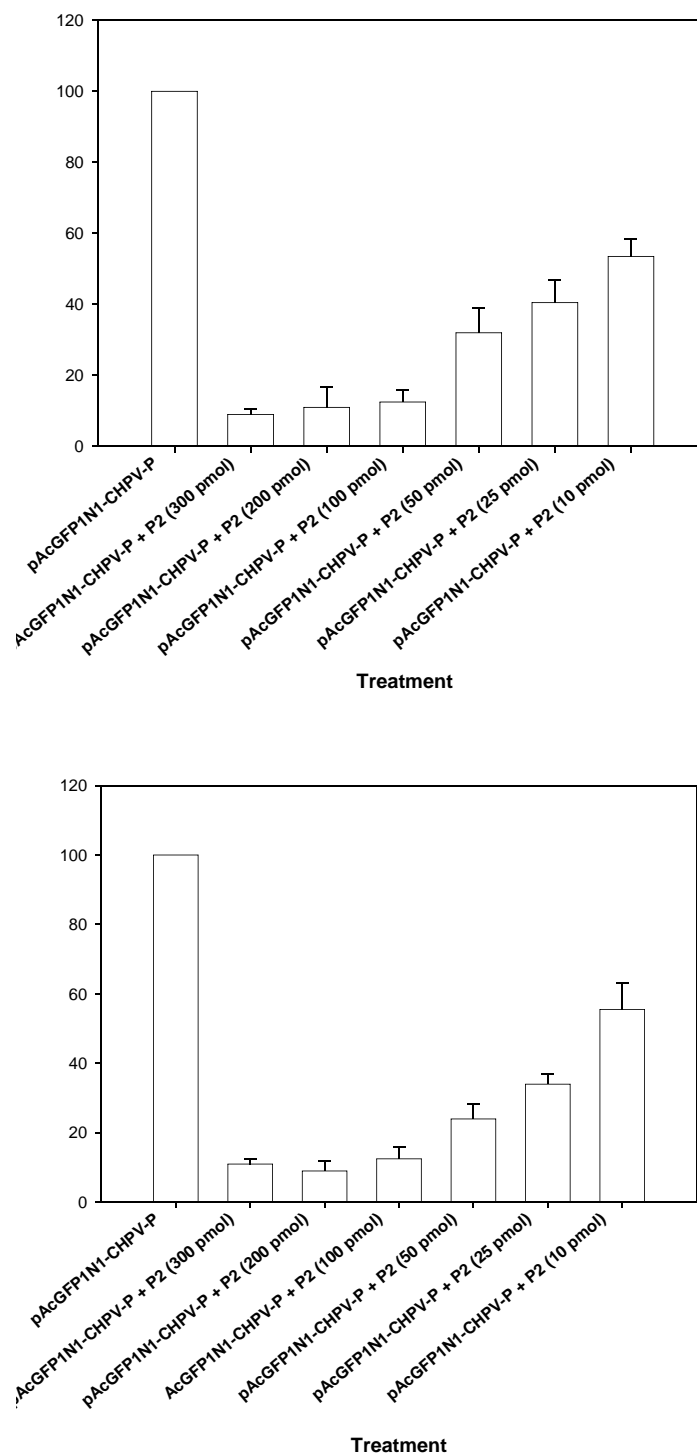 120
100
80
60
40
20
0
pAcGFP1N1-CHPV-P
AcGFP1N1-CHPV-P + P2 (300 pmol)
pAcGFP1N1-CHPV-P + P2 (200 pmol)
pAcGFP1N1-CHPV-P + P2 (100 pmol)
pAcGFP1N1-CHPV-P + P2 (50 pmol)
pAcGFP1N1-CHPV-P + P2 (25 pmol)
pAcGFP1N1-CHPV-P + P2 (10 pmol)
Treatment
120
100
80
60
40
20
0
pAcGFP1N1-CHPV-P
pAcGFP1N1-CHPV-P + P2 (300 pmol)
pAcGFP1N1-CHPV-P + P2 (200 pmol)
AcGFP1N1-CHPV-P + P2 (100 pmol)
pAcGFP1N1-CHPV-P + P2 (50 pmol)
pAcGFP1N1-CHPV-P + P2 (25 pmol)
pAcGFP1N1-CHPV-P + P2 (10 pmol)
Treatment